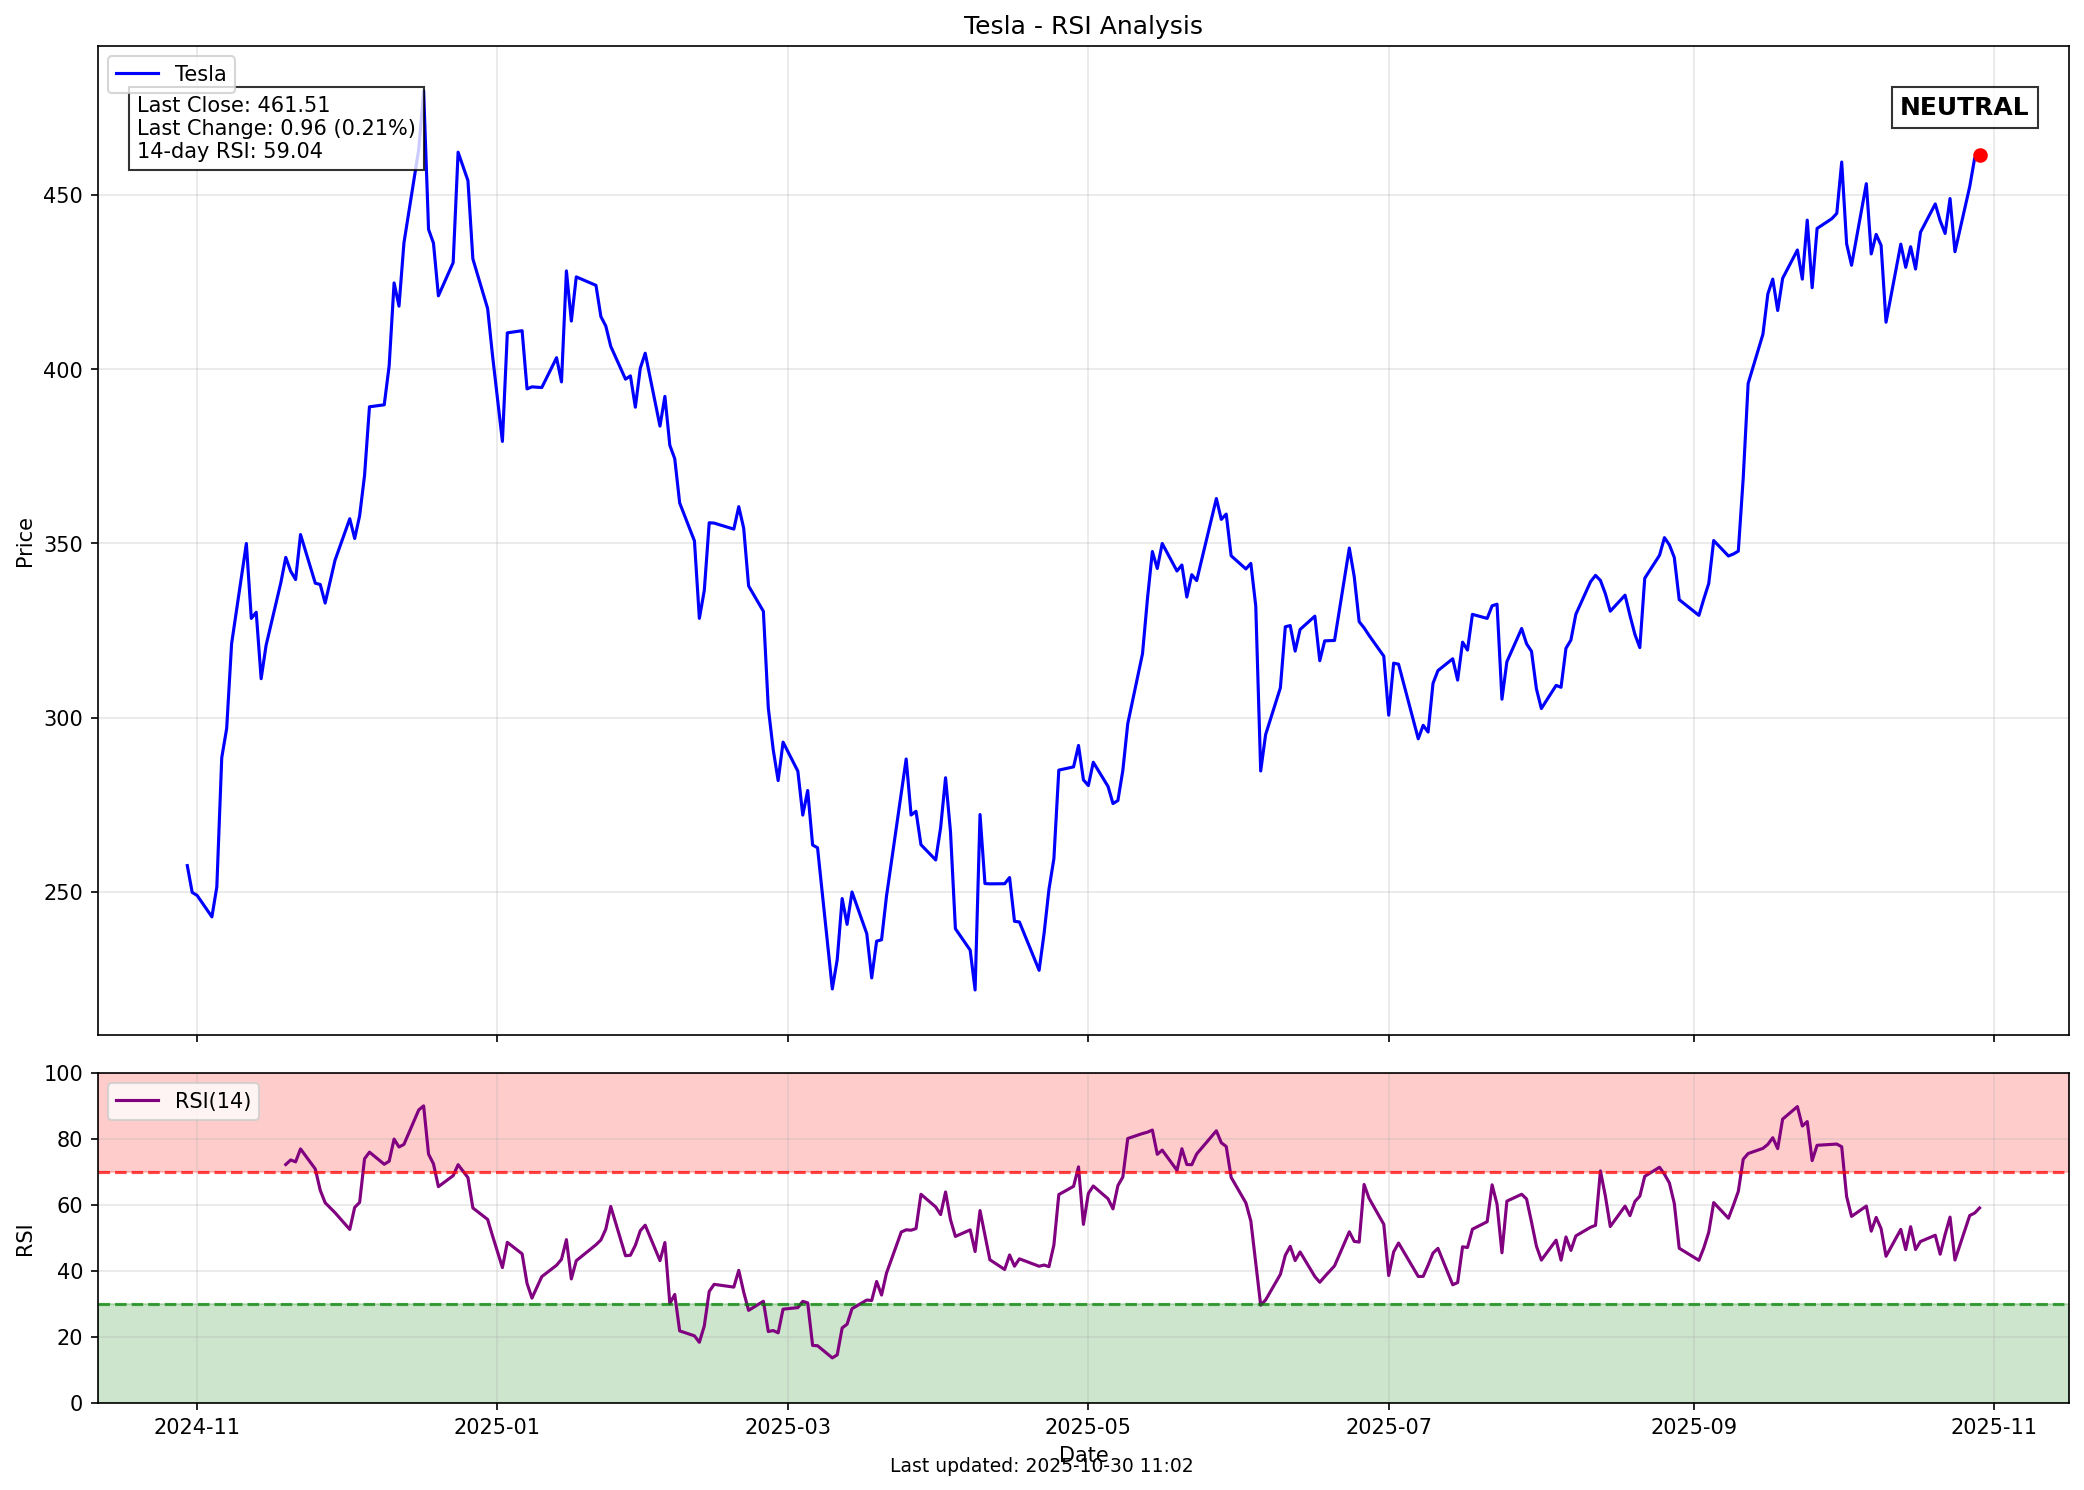 Tesla - RSI Analysis
Tesla
Last Close: 461.51
Last Change: 0.96 (0.21%)
14-day RSI: 59.04
NEUTRAL
Price
450
400
350
300
250
RSI(14)
RSI
100
80
60
40
20
0
2024-11
2025-01
2025-03
2025-05
2025-07
2025-09
2025-11
Date
Last updated: 2025-10-30 11:02